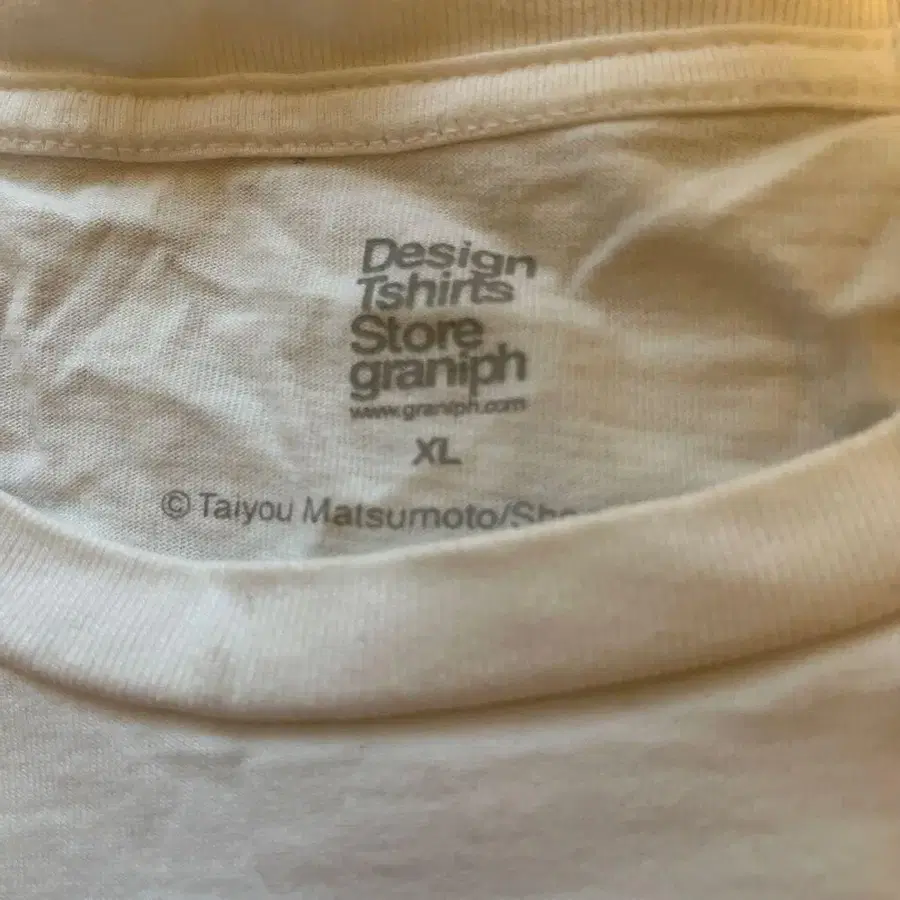 Design
Tshirts
Store
graniph
www.graniph.com
XL
© Taiyou Matsumoto/